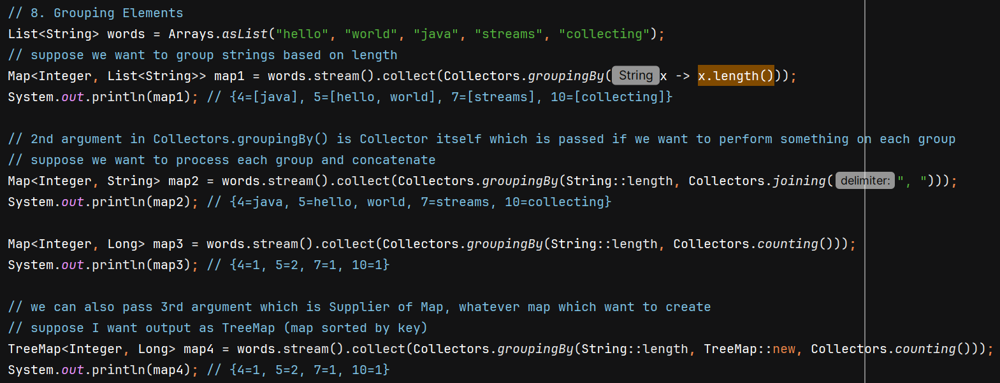 // 8. Grouping Elements
List<String> words = Arrays.asList("hello", "world", "java", "streams", "collecting");
// suppose we want to group strings based on length
Map<Integer, List<String>> map1 = words.stream().collect(Collectors.groupingBy(String x -> x.length()));
System.out.println(map1); // {4=[java], 5=[hello, world], 7=[streams], 10=[collecting]}
// 2nd argument in Collectors.groupingBy() is Collector itself which is passed if we want to perform something on each group
// suppose we want to process each group and concatenate
Map<Integer, String> map2 = words.stream().collect(Collectors.groupingBy(String::length, Collectors.joining(delimiter: ", ")));
System.out.println(map2); // {4=java, 5=hello, world, 7=streams, 10=collecting}
Map<Integer, Long> map3 = words.stream().collect(Collectors.groupingBy(String::length, Collectors.counting()));
System.out.println(map3); // {4=1, 5=2, 7=1, 10=1}
// we can also pass 3rd argument which is Supplier of Map, whatever map which want to create
// suppose I want output as TreeMap (map sorted by key)
TreeMap<Integer, Long> map4 = words.stream().collect(Collectors.groupingBy(String::length, TreeMap::new, Collectors.counting()));
System.out.println(map4); // {4=1, 5=2, 7=1, 10=1}